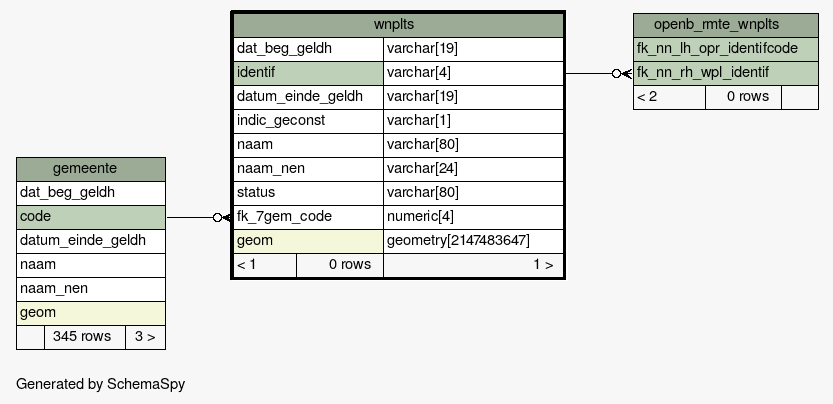 wnplts
dat_beg_geldh varchar[19]
identif varchar[4]
datum_einde_geldh varchar[19]
indic_geconst varchar[1]
naam varchar[80]
naam_nen varchar[24]
status varchar[80]
fk_7gem_code numeric[4]
geom geometry[2147483647]
< 1 0 rows 1 >
openb_rmte_wnplts
fk_nn_lh_opr_identifcode
fk_nn_rh_wpl_identif
< 2 0 rows
gemeente
dat_beg_geldh
code
datum_einde_geldh
naam
naam_nen
geom
345 rows 3 >
Generated by SchemaSpy